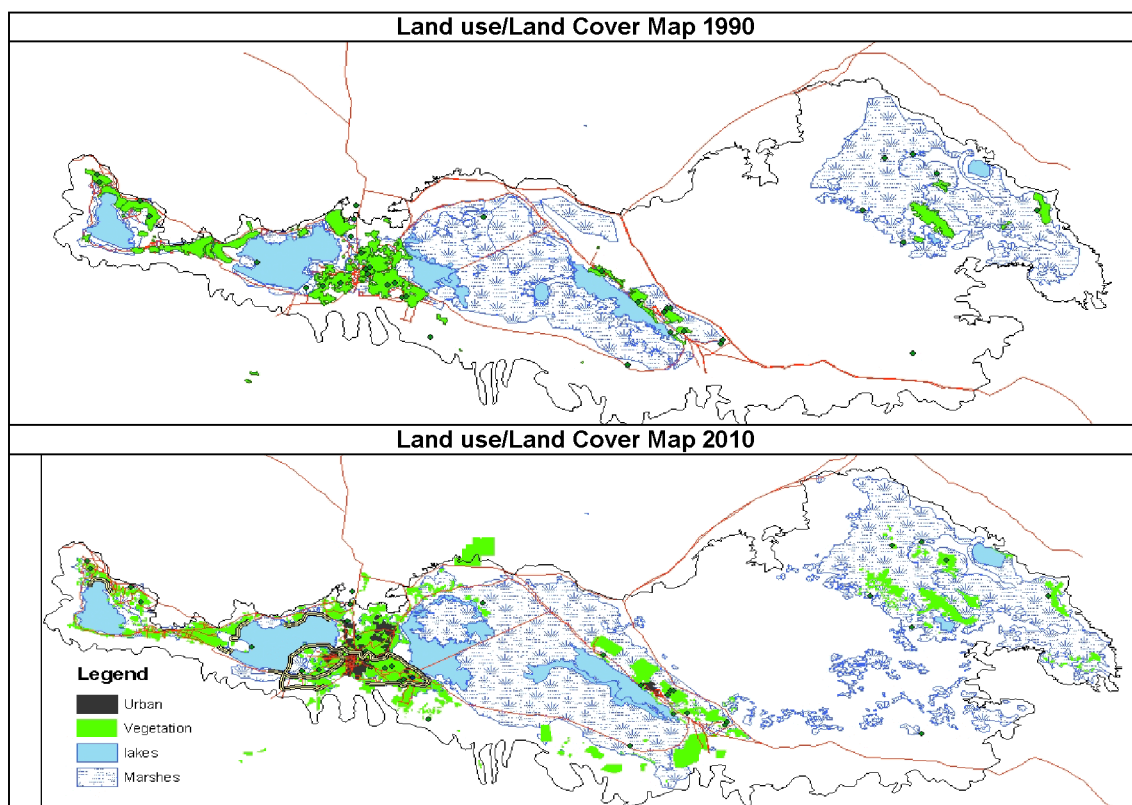 Land use/Land Cover Map 1990
Land use/Land Cover Map 2010
Legend
Urban
Vegetation
lakes
Marshes